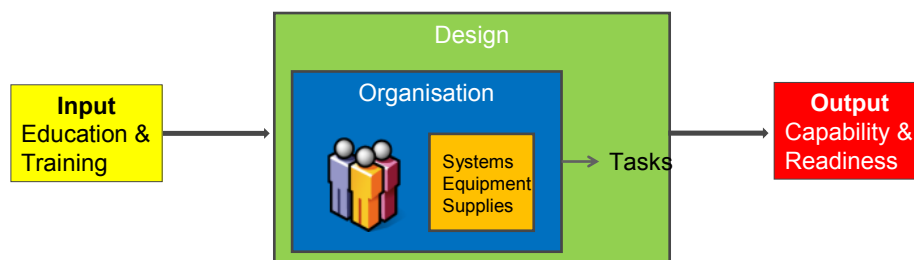 Input
Education &
Training
Design
Organisation
Systems
Equipment
Supplies
Tasks
Output
Capability &
Readiness